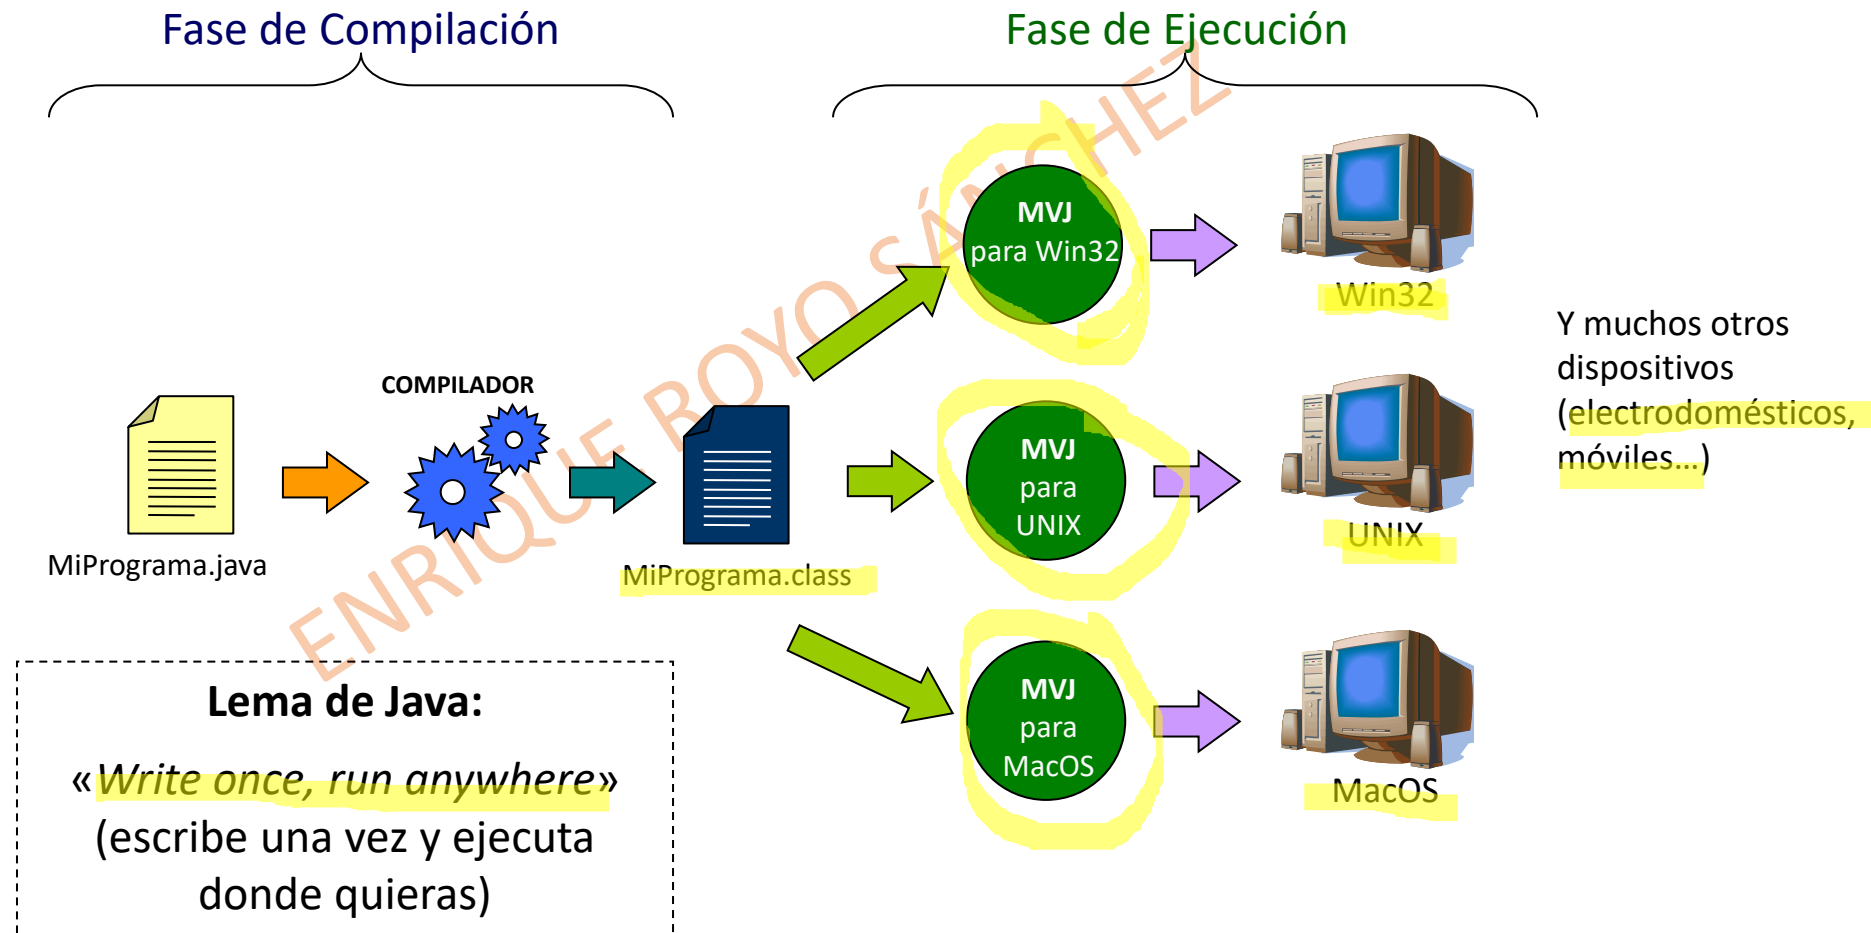 Fase de Compilación
Fase de Ejecución
ENRIQUE ROYO SÁNCHEZ
MVJ
para Win32
Win32
COMPILADOR
MiPrograma.java
MiPrograma.class
MVJ
para
UNIX
UNIX
Y muchos otros
dispositivos
(electrodomésticos,
móviles…)
MVJ
para
MacOS
MacOS
Lema de Java:
«Write once, run anywhere»
(escribe una vez y ejecuta
donde quieras)